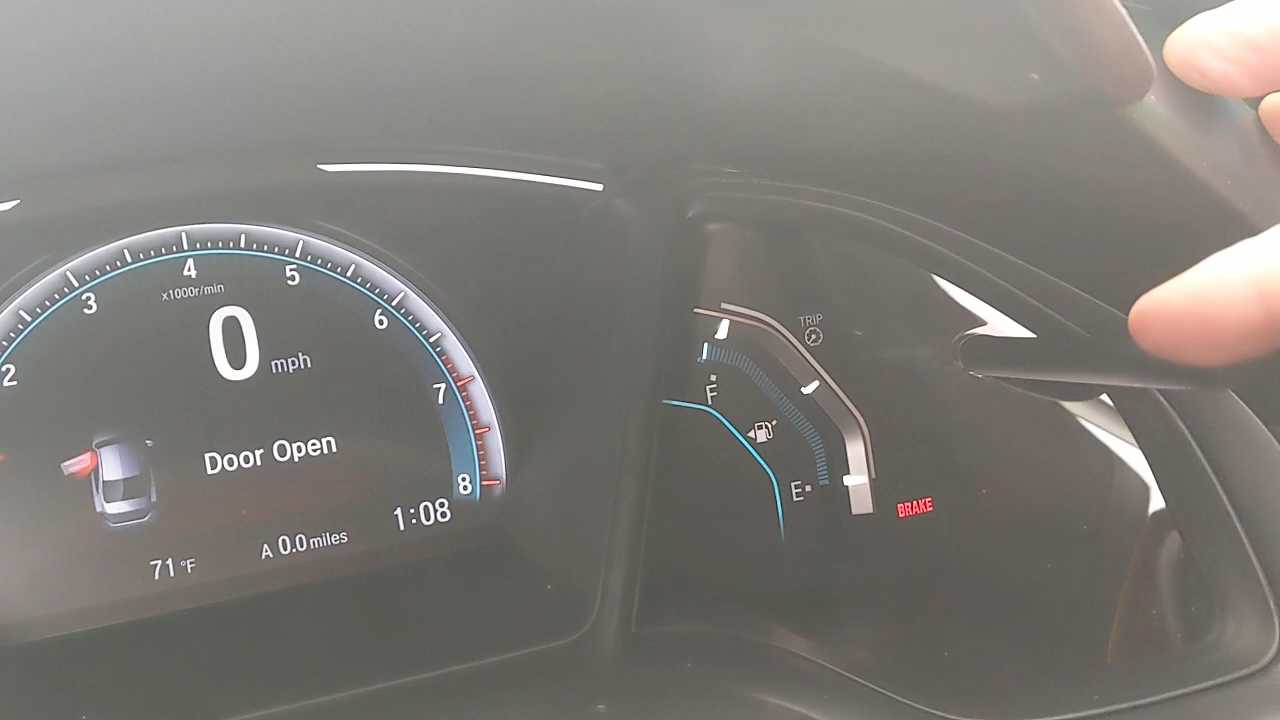 2
3
4
5
6
7
8
x1000r/min
0 mph
Door Open
1:08
A 0.0 miles
71 °F
TRIP
F
E
BRAKE